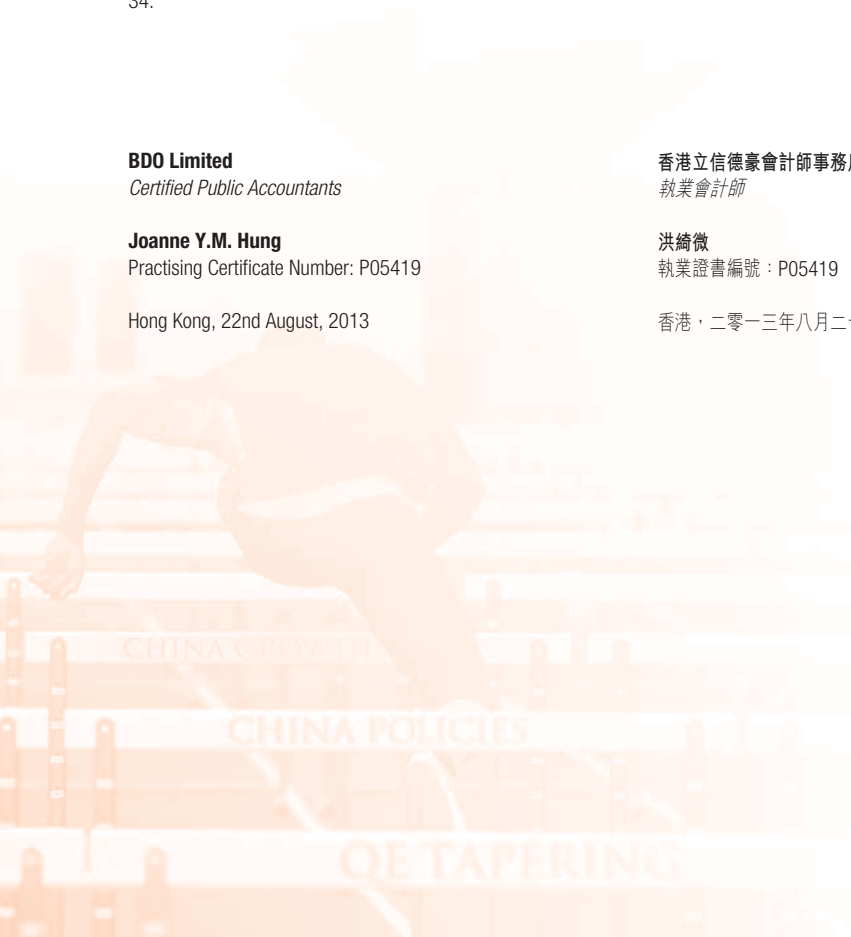 34.
BDO Limited
Certified Public Accountants
Joanne Y.M. Hung
Practising Certificate Number: P05419
Hong Kong, 22nd August, 2013
香港立信德豪會計師事務
執業會計師
洪綺微
執業證書編號：P05419
香港，二零一三年八月二
CHINA GROWTH
CHINA POLICIES
QE TAPERING